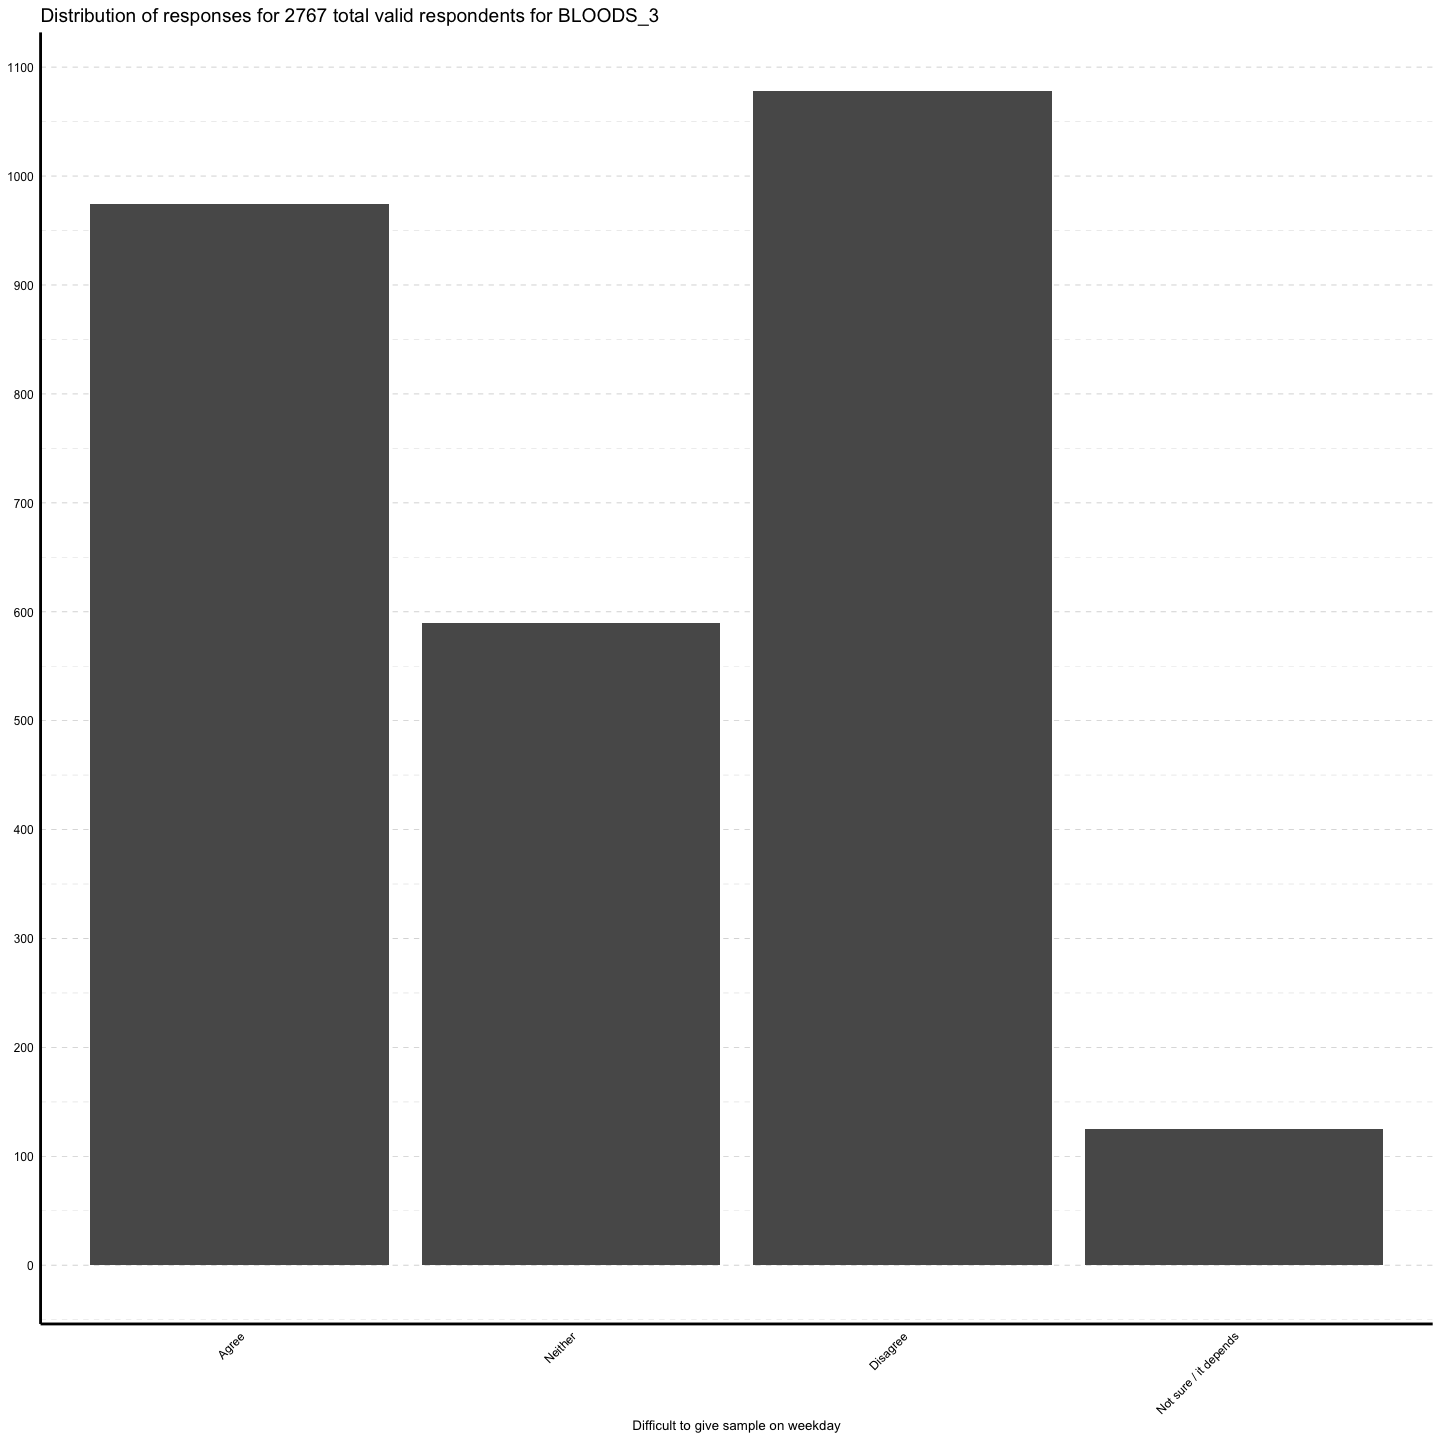 Distribution of responses for 2767 total valid respondents for BLOODS_3
1100
1000
900
800
700
600
500
400
300
200
100
0
Agree
Neither
Disagree
Not sure / it depends
Difficult to give sample on weekday